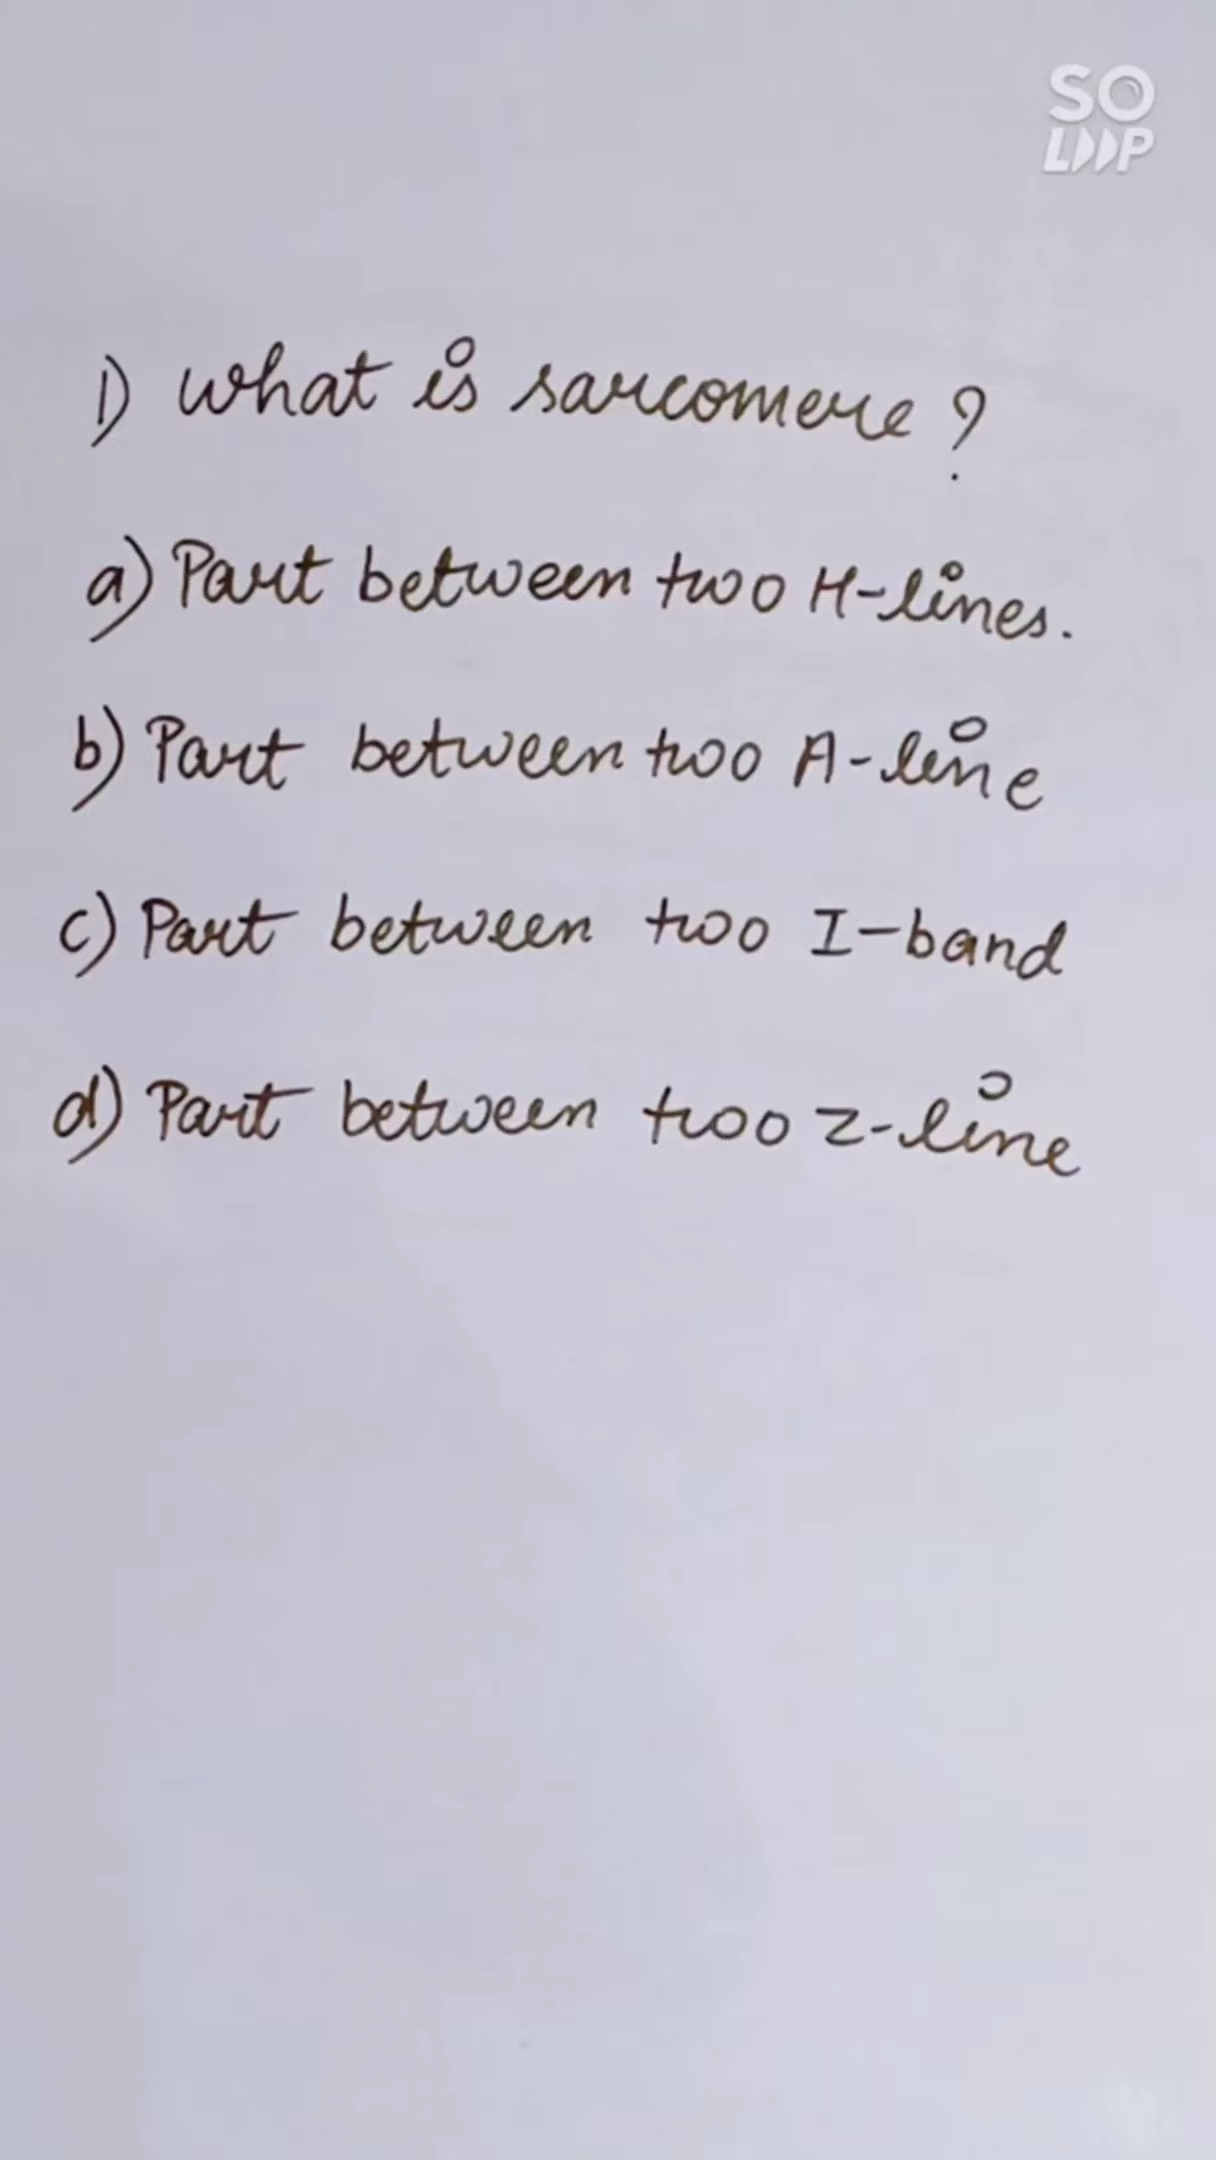 SO
LOOP
1) what is sarcomere ?
a) Part between two H-lines.
b) Part between two A-line
c) Part between two I-band
d) Part between two z-line